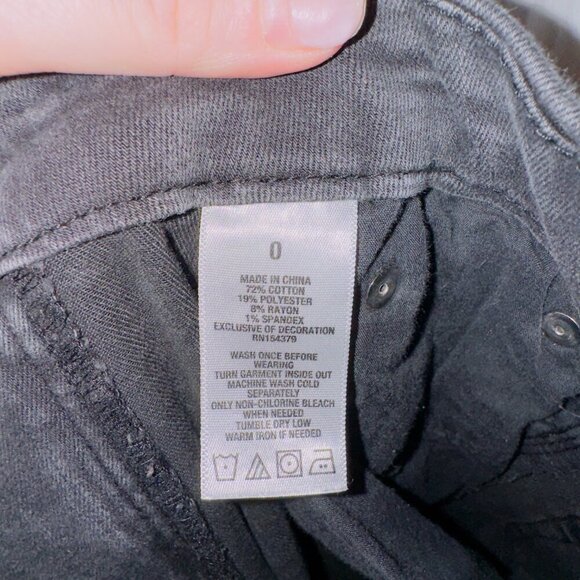 0
MADE IN CHINA
72% COTTON
19% POLYESTER
8% RAYON
1% SPANDEX
EXCLUSIVE OF DECORATION
RN154379
WASH ONCE BEFORE
WEARING
TURN GARMENT INSIDE OUT
MACHINE WASH COLD
SEPARATELY
ONLY NON-CHLORINE BLEACH
WHEN NEEDED
TUMBLE DRY LOW
WARM IRON IF NEEDED